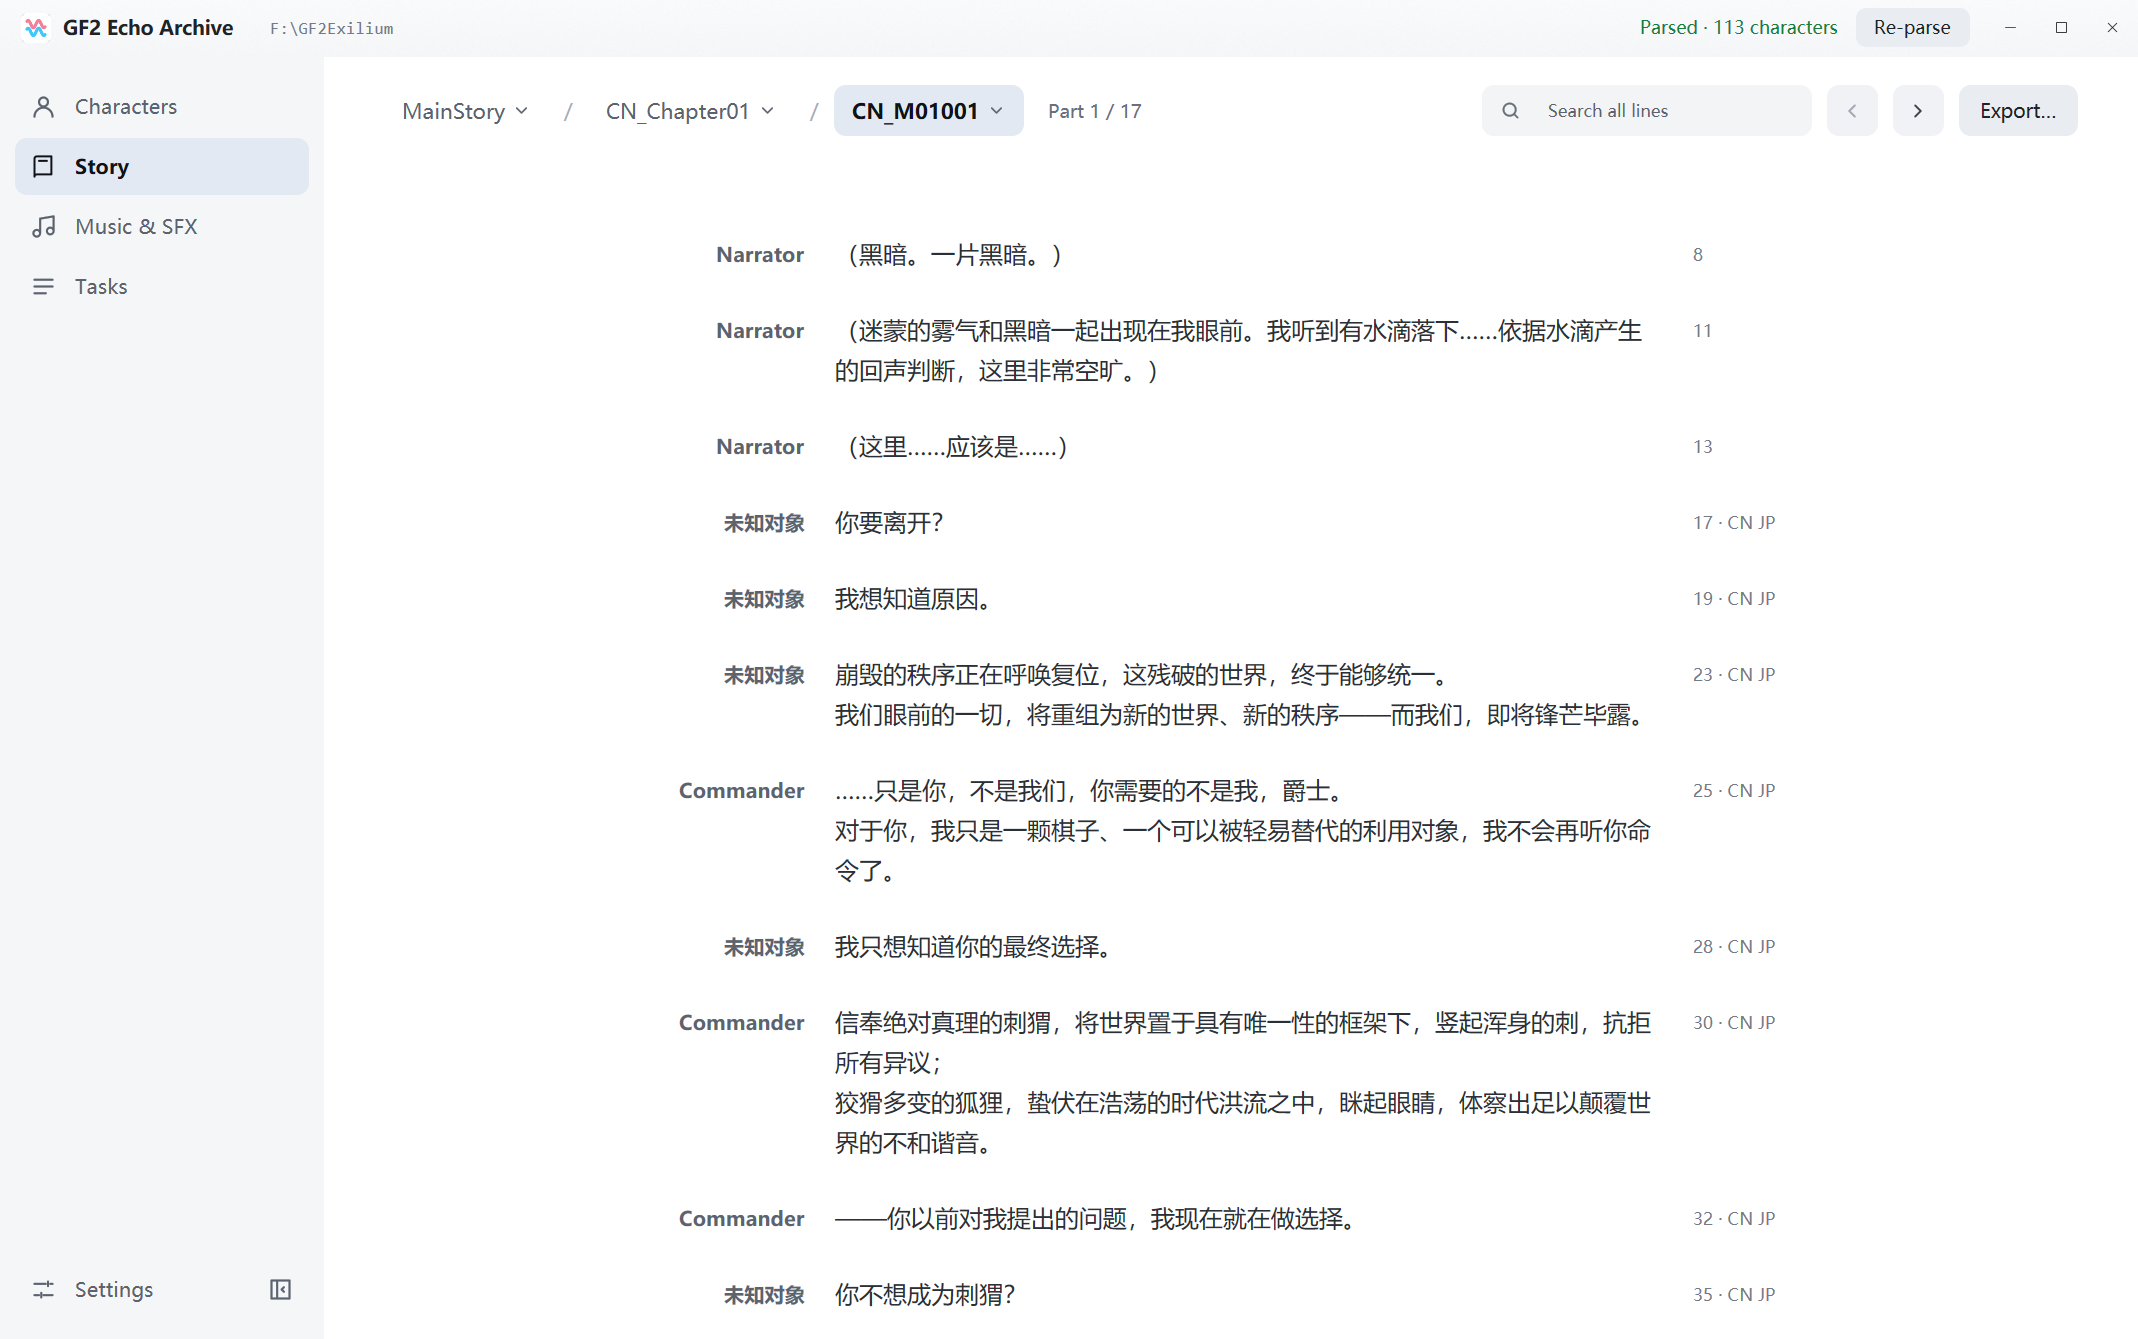 GF2 Echo Archive F:\GF2Exilium Parsed · 113 characters Re-parse
Characters
Story
Music & SFX
Tasks
Settings
MainStory / CN_Chapter01 / CN_M01001 Part 1 / 17 Search all lines Export...
Narrator （黑暗。一片黑暗。） 8
Narrator （迷蒙的雾气和黑暗一起出现在我眼前。我听到有水滴落下……依据水滴产生 11
的回声判断，这里非常空旷。）
Narrator （这里……应该是……） 13
未知对象 你要离开？ 17 · CN JP
未知对象 我想知道原因。 19 · CN JP
未知对象 崩毁的秩序正在呼唤复位，这残破的世界，终于能够统一。 23 · CN JP
我们眼前的一切，将重组为新的世界、新的秩序——而我们，即将锋芒毕露。
Commander ……只是你，不是我们，你需要的不是我，爵士。 25 · CN JP
对于你，我只是一颗棋子、一个可以被轻易替代的利用对象，我不会再听你命
令了。
未知对象 我只想知道你的最终选择。 28 · CN JP
Commander 信奉绝对真理的刺猬，将世界置于具有唯一性的框架下，竖起浑身的刺，抗拒 30 · CN JP
所有异议；
狡猾多变的狐狸，蛰伏在浩荡的时代洪流之中，眯起眼睛，体察出足以颠覆世
界的不和谐音。
Commander ——你以前对我提出的问题，我现在就在做选择。 32 · CN JP
未知对象 你不想成为刺猬？ 35 · CN JP